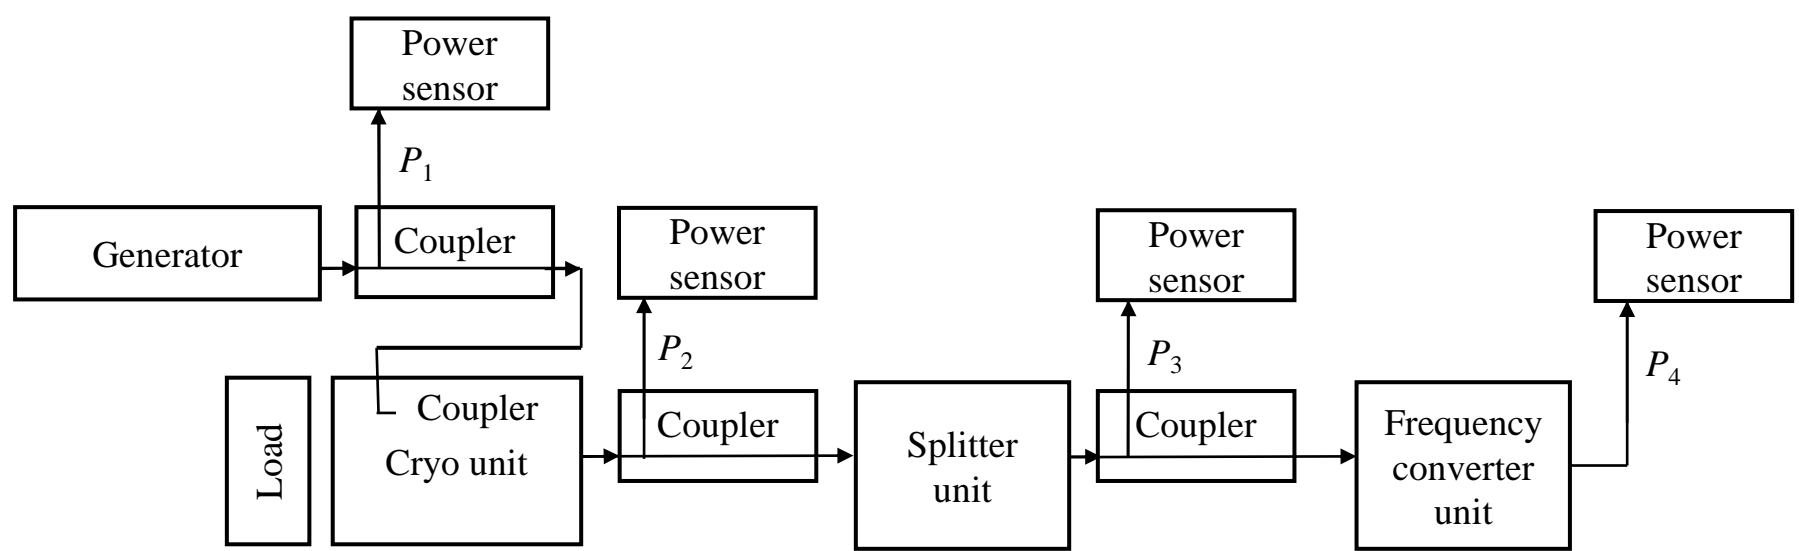 Power
sensor
P1
Generator
Coupler
Power
sensor
Power
sensor
Power
sensor
P2
P3
P4
Load
Coupler
Cryo unit
Coupler
Splitter
unit
Coupler
Frequency
converter
unit